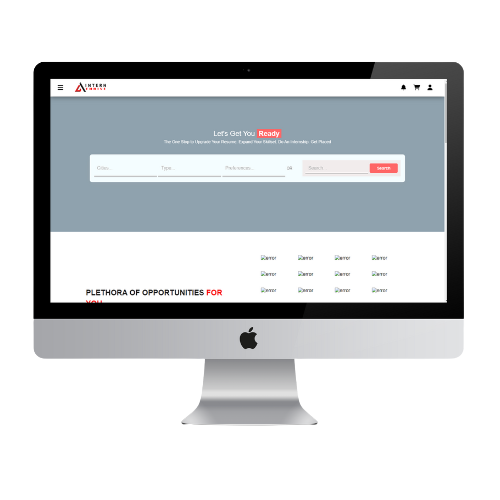 INTERN
Let's Get You Ready
The One Stop to Upgrade Your Resume, Expand Your Skillset, Do An Internship, Get Placed
Cities... Type... Preferences... OR Search... Search
error error error error
error error error error
PLETHORA OF OPPORTUNITIES FOR error error error error
YOU